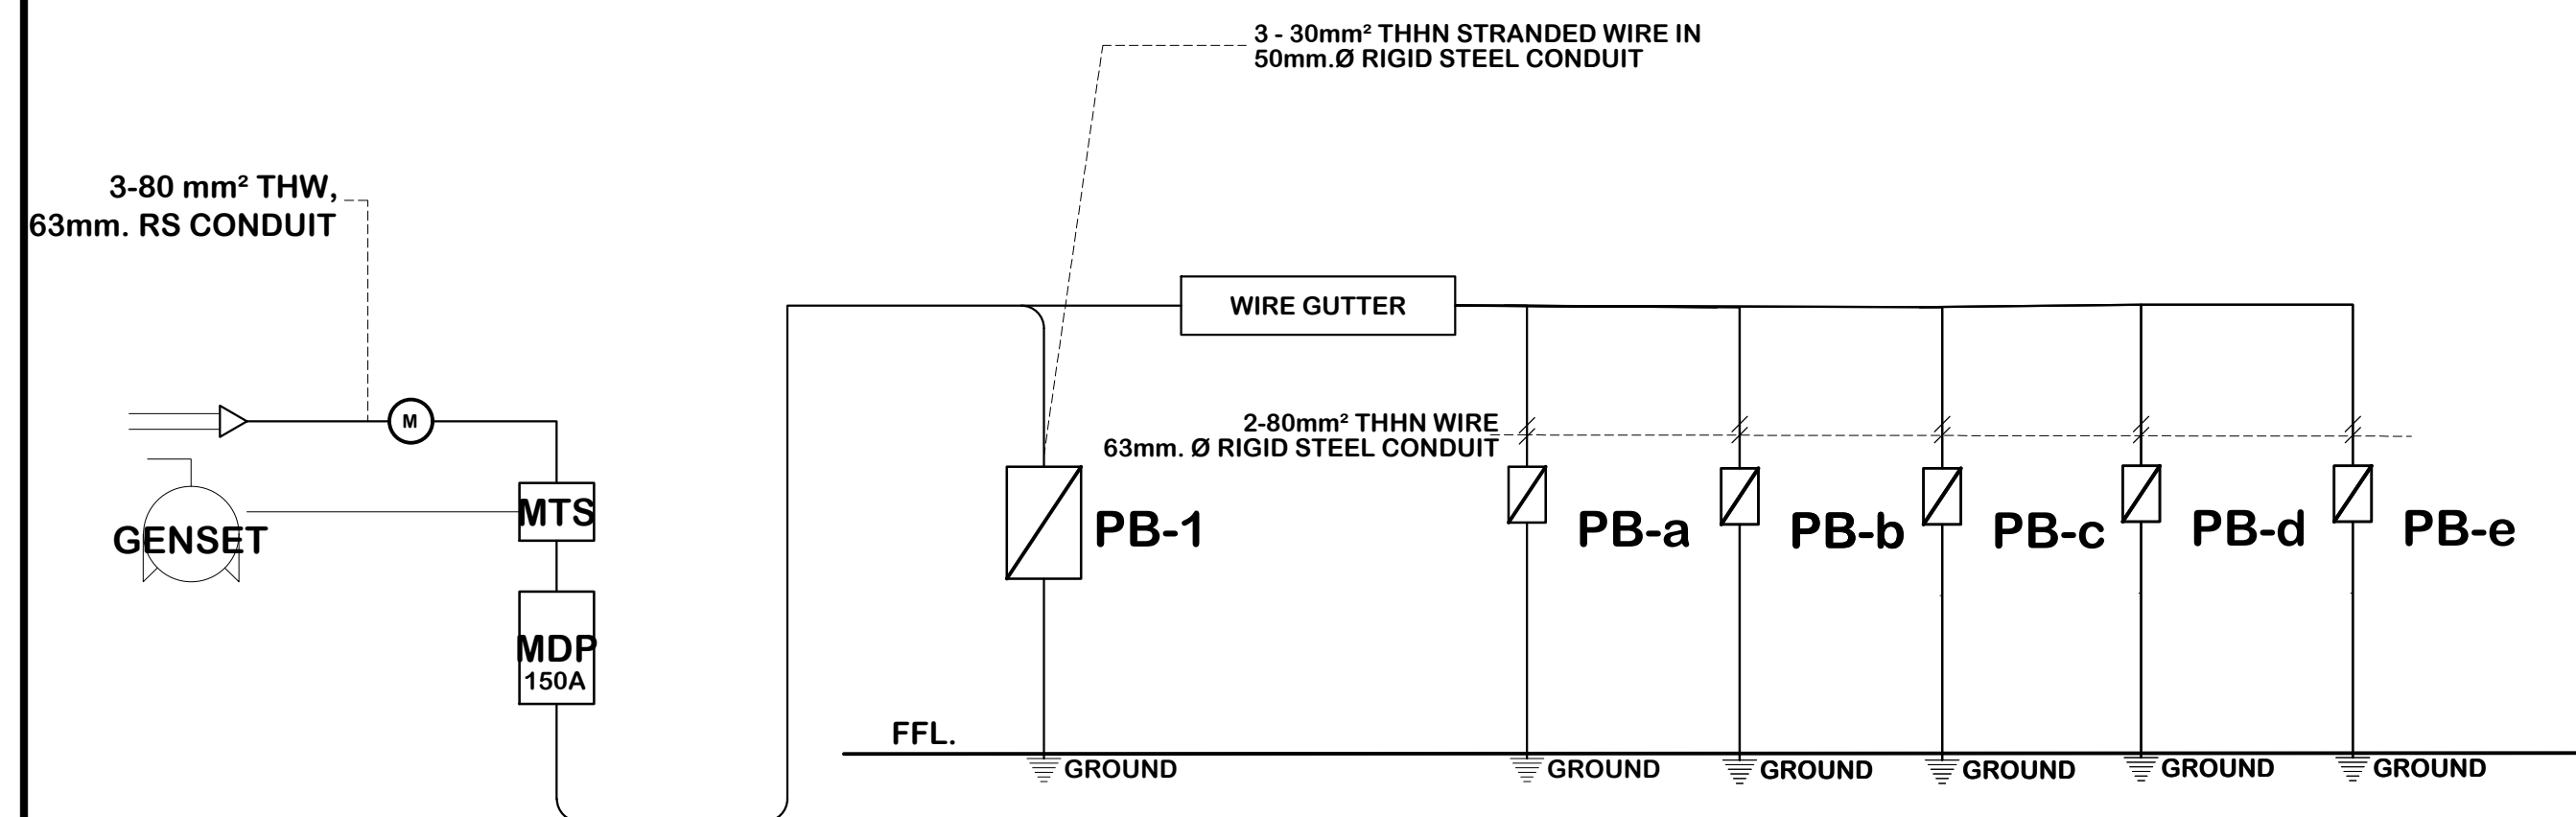 3 - 30mm² THHN STRANDED WIRE IN
50mm.Ø RIGID STEEL CONDUIT
3-80 mm² THW,
63mm. RS CONDUIT
WIRE GUTTER
M
2-80mm² THHN WIRE
63mm. Ø RIGID STEEL CONDUIT
MTS
GENSET
PB-1
PB-a
PB-b
PB-c
PB-d
PB-e
MDP
150A
FFL.
GROUND
GROUND
GROUND
GROUND
GROUND
GROUND